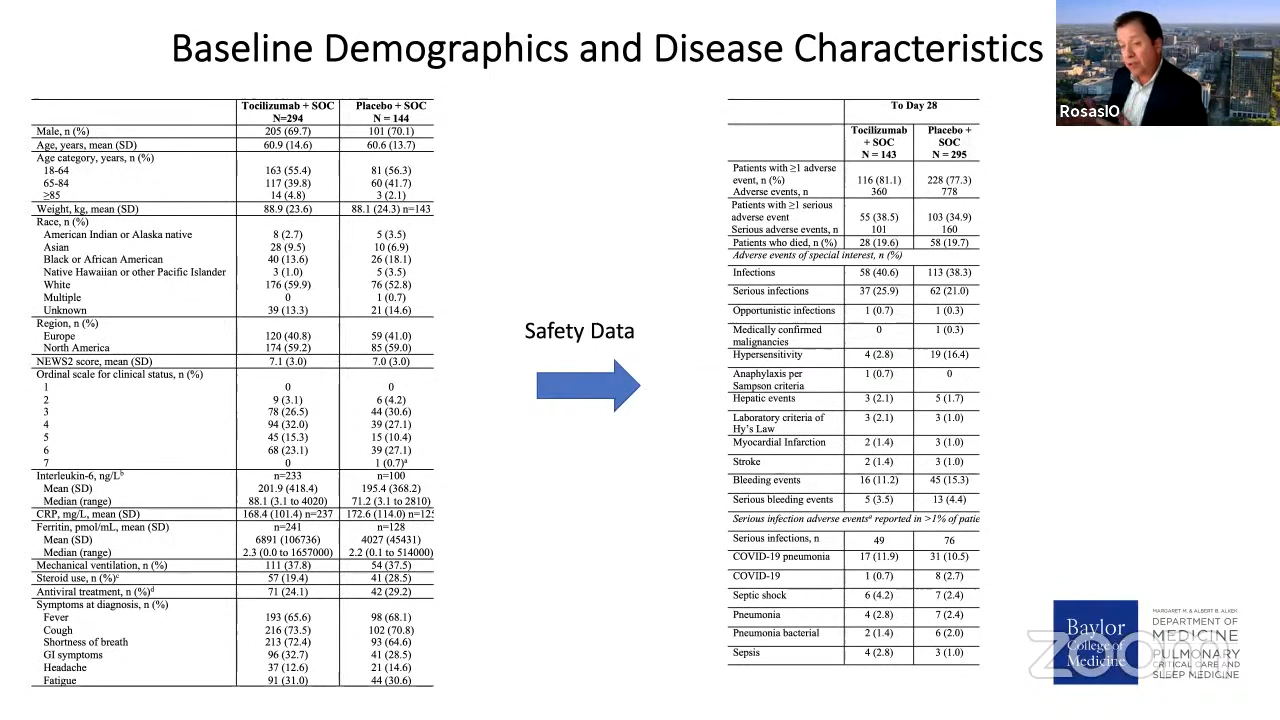 Baseline Demographics and Disease Characteristics
RosasIO
Tocilizumab + SOC Placebo + SOC
N=294 N = 144
Male, n (%) 205 (69.7) 101 (70.1)
Age, years, mean (SD) 60.9 (14.6) 60.6 (13.7)
Age category, years, n (%)
18-64 163 (55.4) 81 (56.3)
65-84 117 (39.8) 60 (41.7)
≥85 14 (4.8) 3 (2.1)
Weight, kg, mean (SD) 88.9 (23.6) 88.1 (24.3) n=143
Race, n (%)
American Indian or Alaska native 8 (2.7) 5 (3.5)
Asian 28 (9.5) 10 (6.9)
Black or African American 40 (13.6) 26 (18.1)
Native Hawaiian or other Pacific Islander 3 (1.0) 5 (3.5)
White 176 (59.9) 76 (52.8)
Multiple 0 1 (0.7)
Unknown 39 (13.3) 21 (14.6)
Region, n (%)
Europe 120 (40.8) 59 (41.0)
North America 174 (59.2) 85 (59.0)
NEWS2 score, mean (SD) 7.1 (3.0) 7.0 (3.0)
Ordinal scale for clinical status, n (%)
1 0 0
2 9 (3.1) 6 (4.2)
3 78 (26.5) 44 (30.6)
4 94 (32.0) 39 (27.1)
5 45 (15.3) 15 (10.4)
6 68 (23.1) 39 (27.1)
7 0 1 (0.7)ᵃ
Interleukin-6, ng/Lᵇ n=233 n=100
Mean (SD) 201.9 (418.4) 195.4 (368.2)
Median (range) 88.1 (3.1 to 4020) 71.2 (3.1 to 2810)
CRP, mg/L, mean (SD) 168.4 (101.4) n=237 172.6 (114.0) n=12
Ferritin, pmol/mL, mean (SD) n=241 n=128
Mean (SD) 6891 (106736) 4027 (45431)
Median (range) 2.3 (0.0 to 1657000) 2.2 (0.1 to 514000)
Mechanical ventilation, n (%) 111 (37.8) 54 (37.5)
Steroid use, n (%)ᶜ 57 (19.4) 41 (28.5)
Antiviral treatment, n (%)ᵈ 71 (24.1) 42 (29.2)
Symptoms at diagnosis, n (%)
Fever 193 (65.6) 98 (68.1)
Cough 216 (73.5) 102 (70.8)
Shortness of breath 213 (72.4) 93 (64.6)
GI symptoms 96 (32.7) 41 (28.5)
Headache 37 (12.6) 21 (14.6)
Fatigue 91 (31.0) 44 (30.6)
Safety Data
To Day 28
Tocilizumab Placebo +
+ SOC SOC
N = 143 N = 295
Patients with ≥1 adverse
event, n (%) 116 (81.1) 228 (77.3)
Adverse events, n 360 778
Patients with ≥1 serious
adverse event 55 (38.5) 103 (34.9)
Serious adverse events, n 101 160
Patients who died, n (%) 28 (19.6) 58 (19.7)
Adverse events of special interest, n (%)
Infections 58 (40.6) 113 (38.3)
Serious infections 37 (25.9) 62 (21.0)
Opportunistic infections 1 (0.7) 1 (0.3)
Medically confirmed 0 1 (0.3)
malignancies
Hypersensitivity 4 (2.8) 19 (16.4)
Anaphylaxis per 1 (0.7) 0
Sampson criteria
Hepatic events 3 (2.1) 5 (1.7)
Laboratory criteria of 3 (2.1) 3 (1.0)
Hy's Law
Myocardial Infarction 2 (1.4) 3 (1.0)
Stroke 2 (1.4) 3 (1.0)
Bleeding events 16 (11.2) 45 (15.3)
Serious bleeding events 5 (3.5) 13 (4.4)
Serious infection adverse eventsᵃ reported in >1% of patie
Serious infections, n 49 76
COVID-19 pneumonia 17 (11.9) 31 (10.5)
COVID-19 1 (0.7) 8 (2.7)
Septic shock 6 (4.2) 7 (2.4)
Pneumonia 4 (2.8) 7 (2.4)
Pneumonia bacterial 2 (1.4) 6 (2.0)
Sepsis 4 (2.8) 3 (1.0)
Baylor
College of
Medicine
MARGARET M. & ALBERT B. ALKEK
DEPARTMENT OF
MEDICINE
PULMONARY
CRITICAL CARE AND
SLEEP MEDICINE
zoom